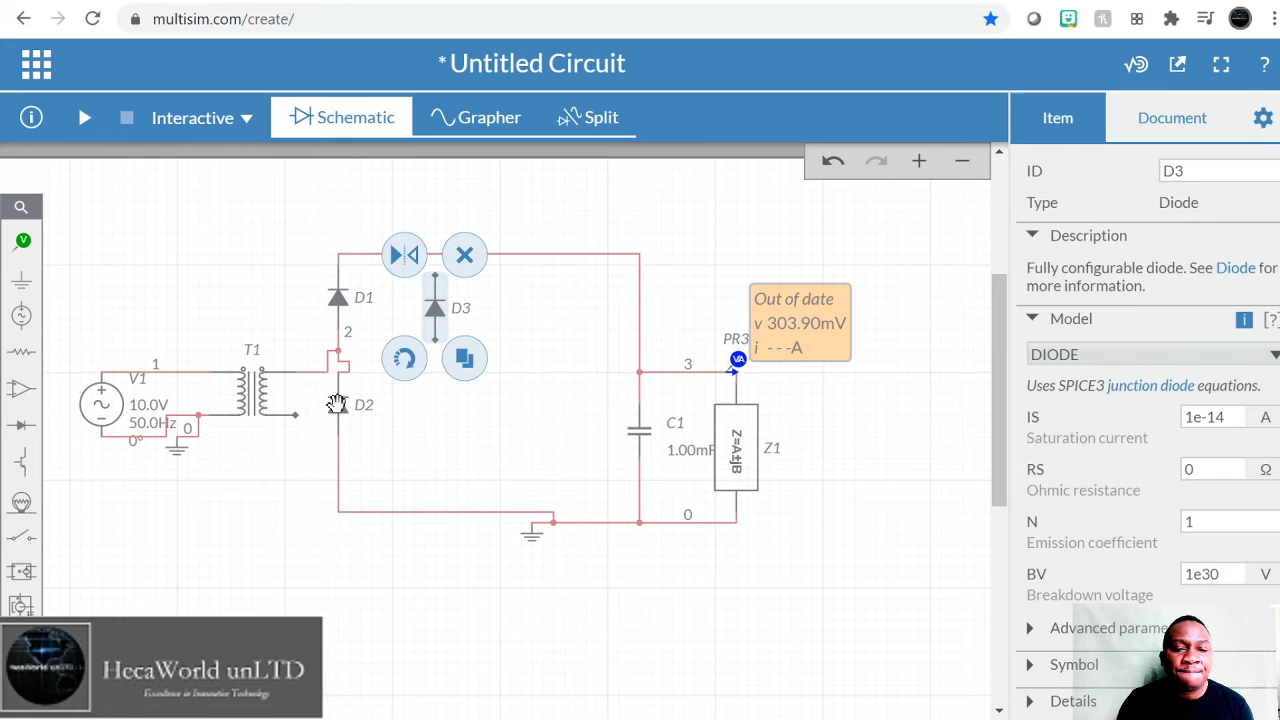 multisim.com/create/
* Untitled Circuit
?
Interactive
Schematic
Grapher
Split
Item
Document
ID
D3
Type
Diode
Description
Fully configurable diode. See Diode for
more information.
Model
i
[?]
DIODE
Uses SPICE3 junction diode equations.
IS
1e-14
A
Saturation current
RS
0
Ω
Ohmic resistance
N
1
Emission coefficient
BV
1e30
V
Breakdown voltage
Advanced parame
Symbol
Details
V
D1
D3
2
T1
1
V1
10.0V
50.0Hz
0°
0
D2
Out of date
v 303.90mV
i ---A
PR3
VA
3
C1
1.00mF
Z=A±jB
Z1
0
HecaWorld unLTD
Excellence in Innovative Technology